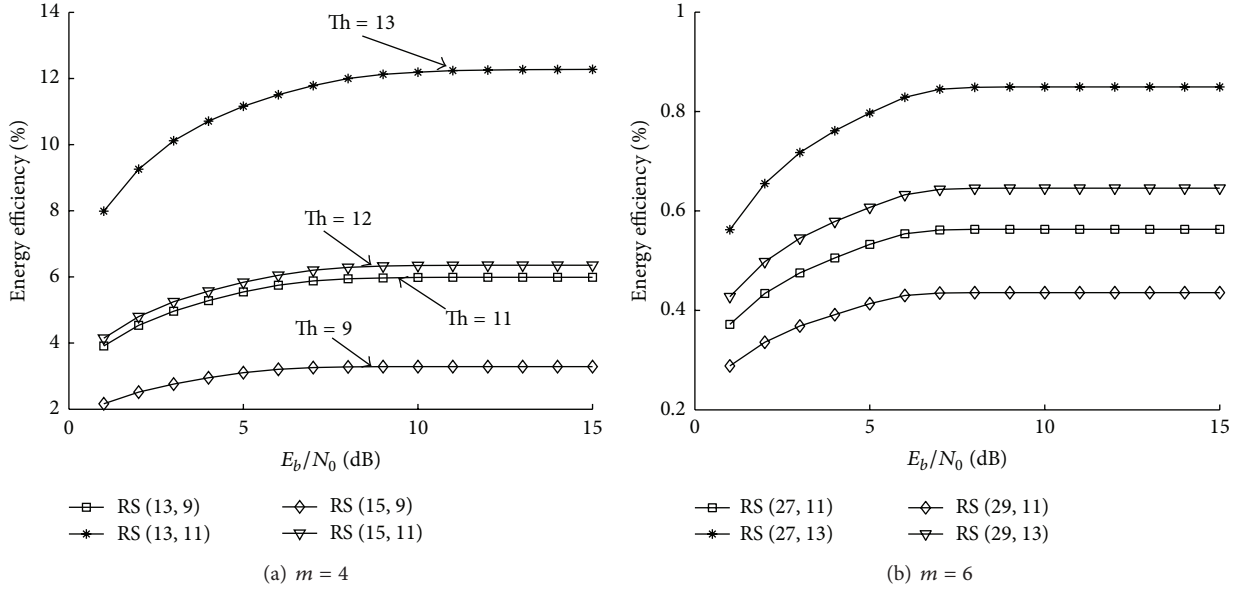 14
12
10
8
6
4
2
0
5
10
15
Energy efficiency (%)
Th = 13
Th = 12
Th = 11
Th = 9
E_b/N_0 (dB)
RS (13, 9)
RS (13, 11)
RS (15, 9)
RS (15, 11)
(a) m = 4
1
0.8
0.6
0.4
0.2
0
5
10
15
Energy efficiency (%)
E_b/N_0 (dB)
RS (27, 11)
RS (27, 13)
RS (29, 11)
RS (29, 13)
(b) m = 6